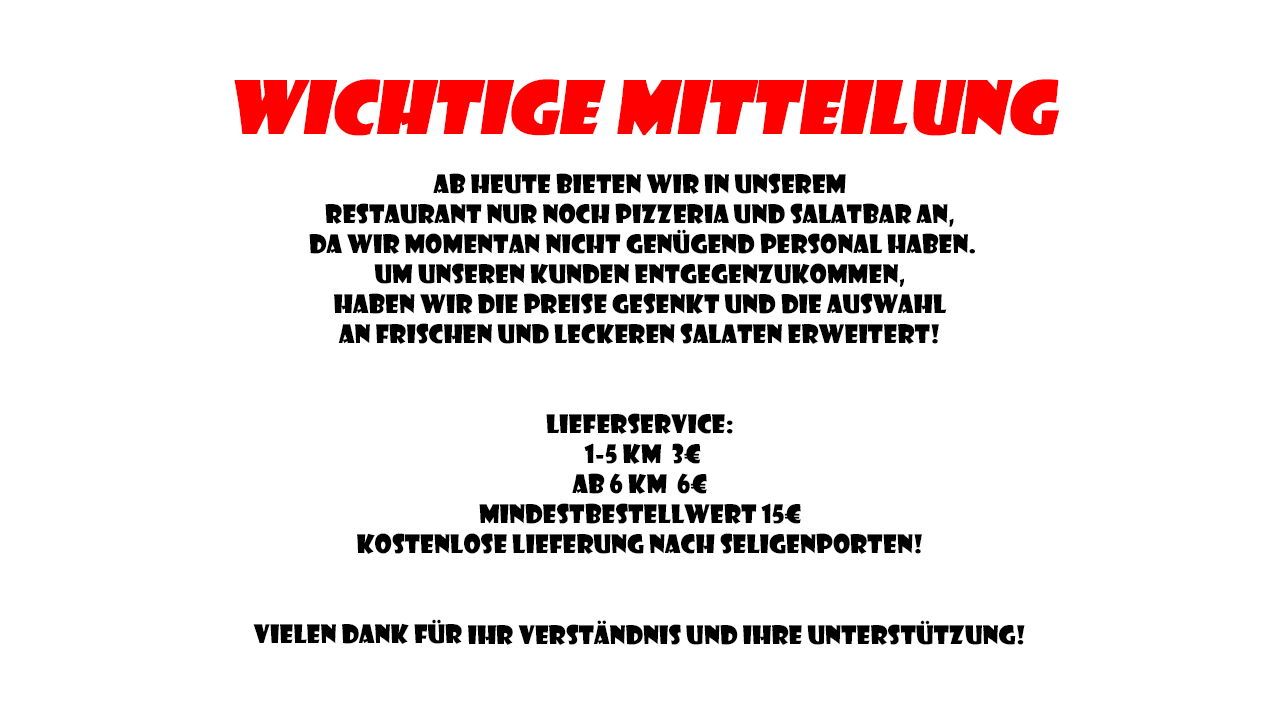 WICHTIGE MITTEILUNG
AB HEUTE BIETEN WIR IN UNSEREM
RESTAURANT NUR NOCH PIZZERIA UND SALATBAR AN,
DA WIR MOMENTAN NICHT GENÜGEND PERSONAL HABEN.
UM UNSEREN KUNDEN ENTGEGENZUKOMMEN,
HABEN WIR DIE PREISE GESENKT UND DIE AUSWAHL
AN FRISCHEN UND LECKEREN SALATEN ERWEITERT!
LIEFERSERVICE:
1-5 KM 3€
AB 6 KM 6€
MINDESTBESTELLWERT 15€
KOSTENLOSE LIEFERUNG NACH SELIGENPORTEN!
VIELEN DANK FÜR IHR VERSTÄNDNIS UND IHRE UNTERSTÜTZUNG!